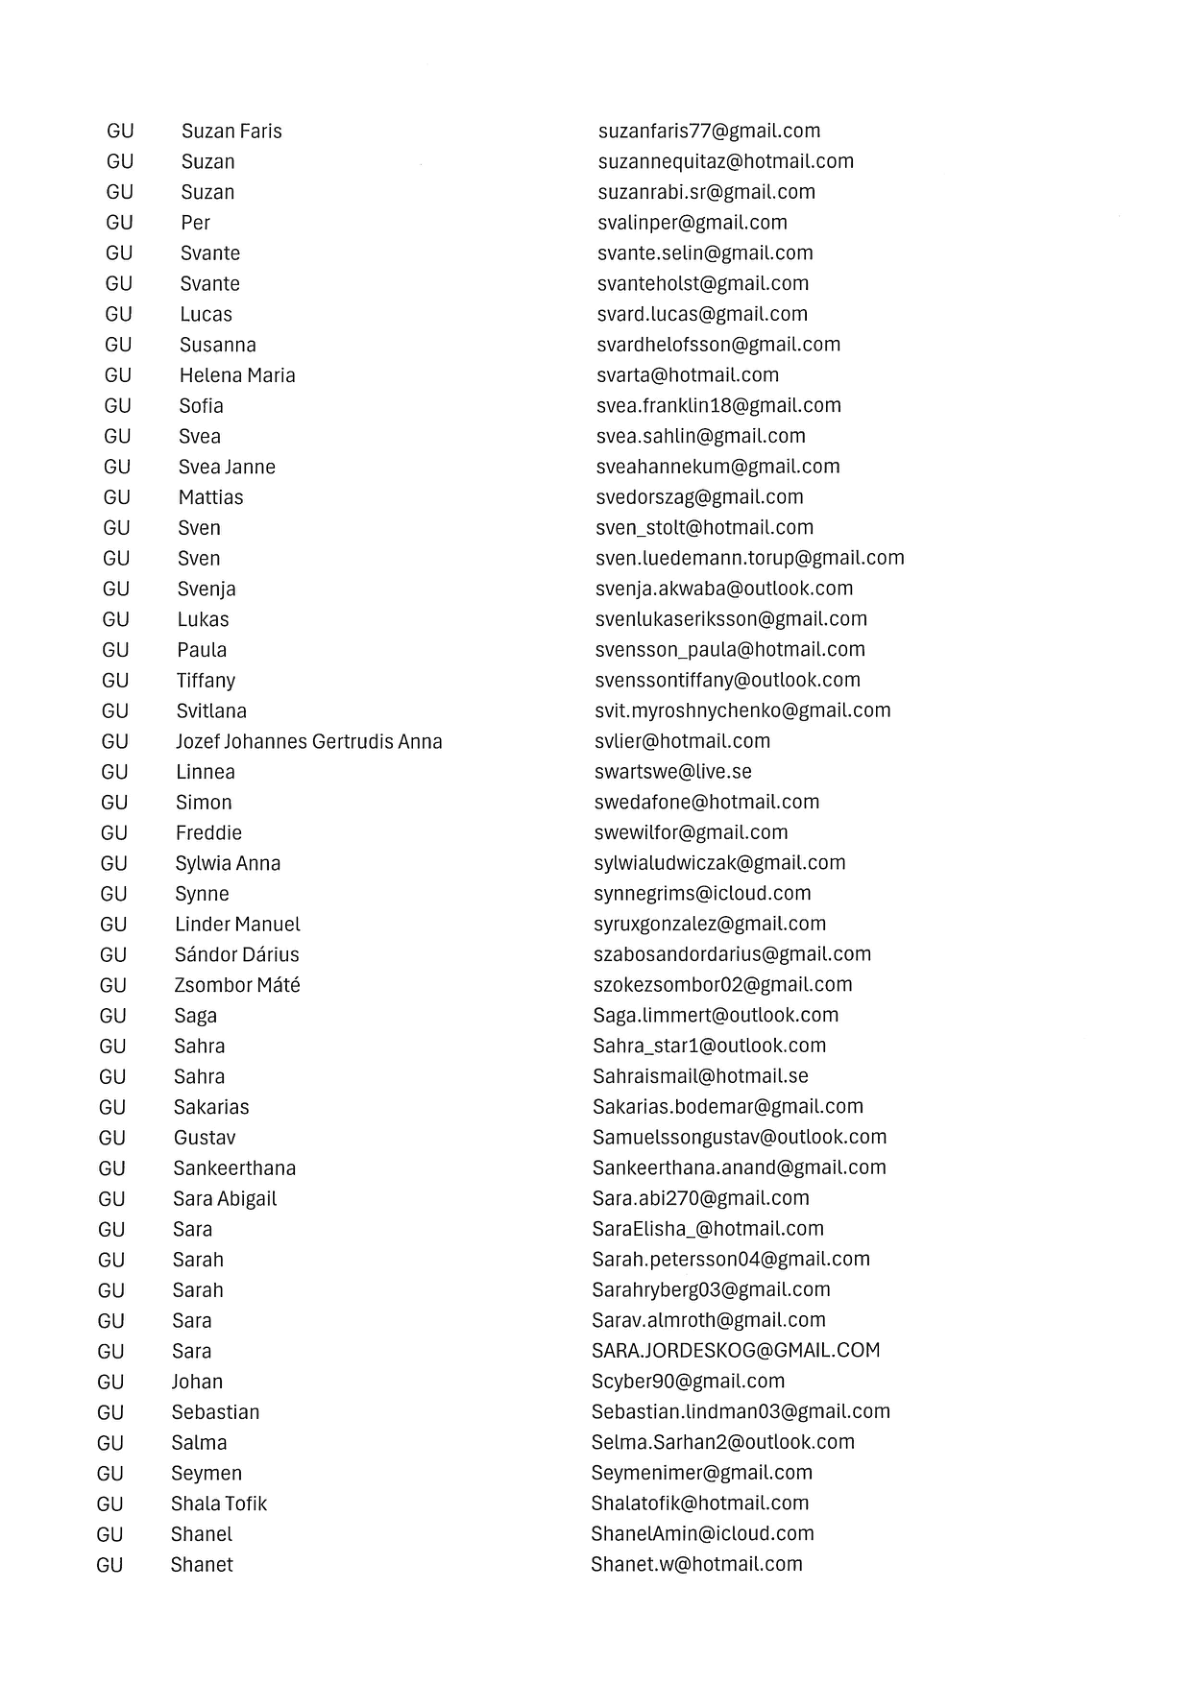 GU Suzan Faris suzanfaris77@gmail.com
GU Suzan suzannequitaz@hotmail.com
GU Suzan suzanrabi.sr@gmail.com
GU Per svalinper@gmail.com
GU Svante svante.selin@gmail.com
GU Svante svanteholst@gmail.com
GU Lucas svard.lucas@gmail.com
GU Susanna svardhelofsson@gmail.com
GU Helena Maria svarta@hotmail.com
GU Sofia svea.franklin18@gmail.com
GU Svea svea.sahlin@gmail.com
GU Svea Janne sveahannekum@gmail.com
GU Mattias svedorszag@gmail.com
GU Sven sven_stolt@hotmail.com
GU Sven sven.luedemann.torup@gmail.com
GU Svenja svenja.akwaba@outlook.com
GU Lukas svenlukaseriksson@gmail.com
GU Paula svensson_paula@hotmail.com
GU Tiffany svenssontiffany@outlook.com
GU Svitlana svit.myroshnychenko@gmail.com
GU Jozef Johannes Gertrudis Anna svlier@hotmail.com
GU Linnea swartswe@live.se
GU Simon swedafone@hotmail.com
GU Freddie swewilfor@gmail.com
GU Sylwia Anna sylwialudwiczak@gmail.com
GU Synne synnegrims@icloud.com
GU Linder Manuel syruxgonzalez@gmail.com
GU Sándor Dárius szabosandordarius@gmail.com
GU Zsombor Máté szokezsombor02@gmail.com
GU Saga Saga.limmert@outlook.com
GU Sahra Sahra_star1@outlook.com
GU Sahra Sahraismail@hotmail.se
GU Sakarias Sakarias.bodemar@gmail.com
GU Gustav Samuelssongustav@outlook.com
GU Sankeerthana Sankeerthana.anand@gmail.com
GU Sara Abigail Sara.abi270@gmail.com
GU Sara SaraElisha_@hotmail.com
GU Sarah Sarah.petersson04@gmail.com
GU Sarah Sarahryberg03@gmail.com
GU Sara Sarav.almroth@gmail.com
GU Sara SARA.JORDESKOG@GMAIL.COM
GU Johan Scyber90@gmail.com
GU Sebastian Sebastian.lindman03@gmail.com
GU Salma Selma.Sarhan2@outlook.com
GU Seymen Seymenimer@gmail.com
GU Shala Tofik Shalatofik@hotmail.com
GU Shanel ShanelAmin@icloud.com
GU Shanet Shanet.w@hotmail.com